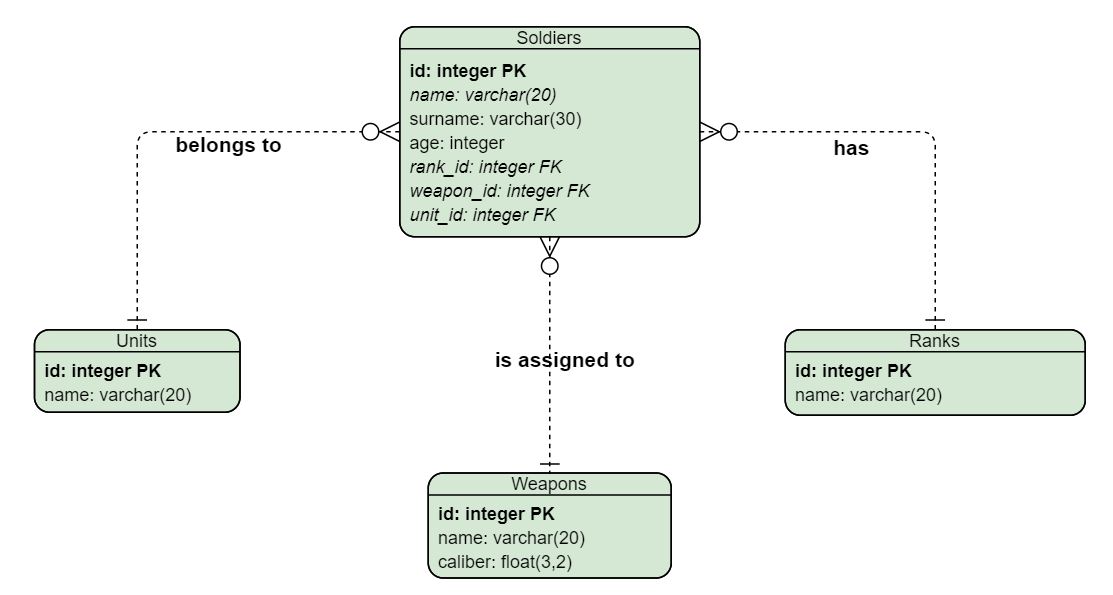 Soldiers
id: integer PK
name: varchar(20)
surname: varchar(30)
age: integer
rank_id: integer FK
weapon_id: integer FK
unit_id: integer FK
belongs to
has
is assigned to
Units
id: integer PK
name: varchar(20)
Ranks
id: integer PK
name: varchar(20)
Weapons
id: integer PK
name: varchar(20)
caliber: float(3,2)